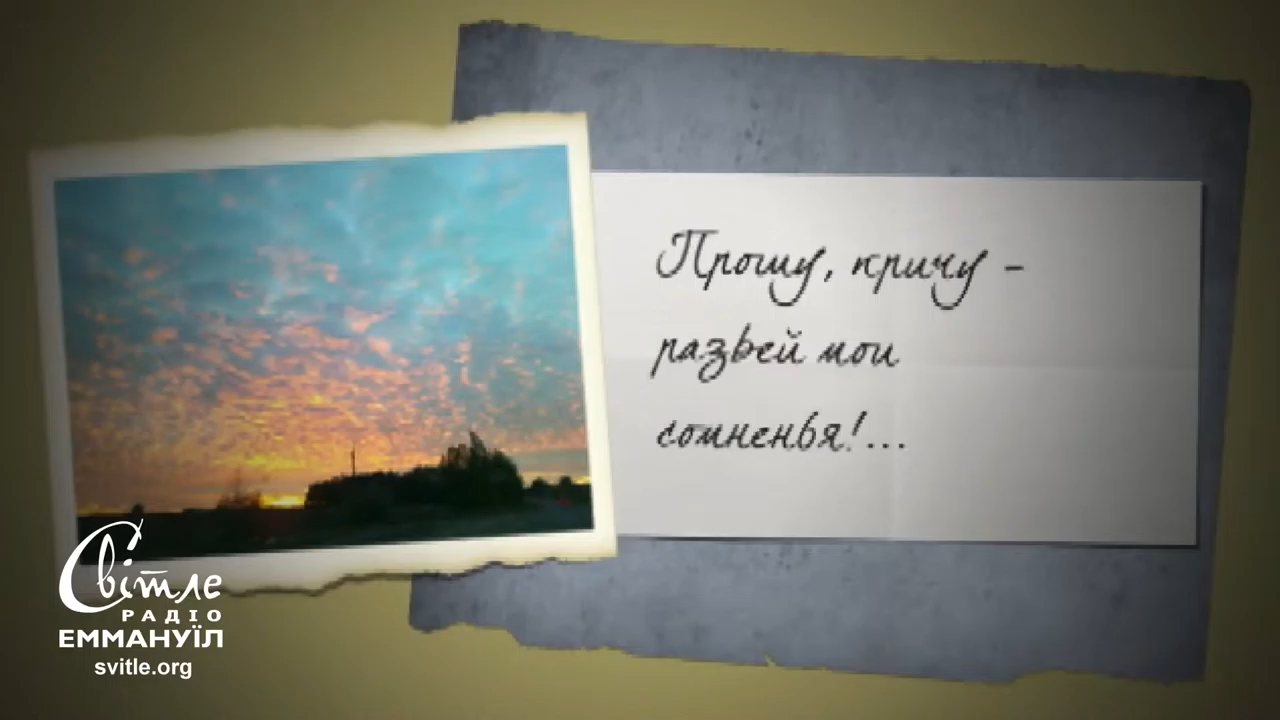 Прошу, кричу –
развей мои
сомненья!...
Світле
РАДІО
ЕММАНУЇЛ
svitle.org